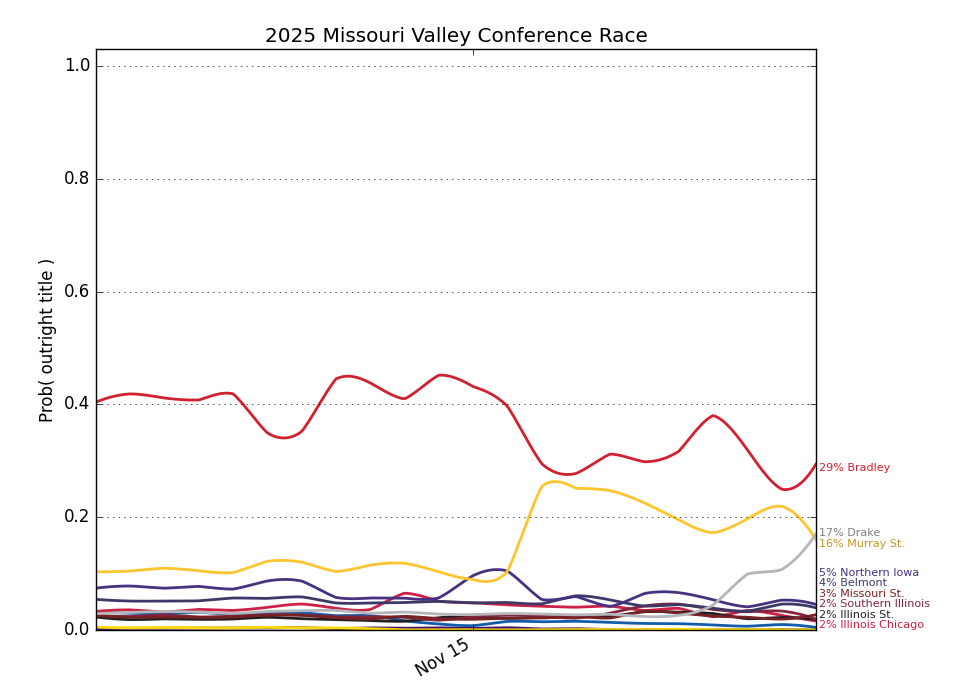 2025 Missouri Valley Conference Race
Prob( outright title )
1.0
0.8
0.6
0.4
0.2
0.0
Nov 15
29% Bradley
17% Drake
16% Murray St.
5% Northern Iowa
4% Belmont
3% Missouri St.
2% Southern Illinois
2% Illinois St.
2% Illinois Chicago